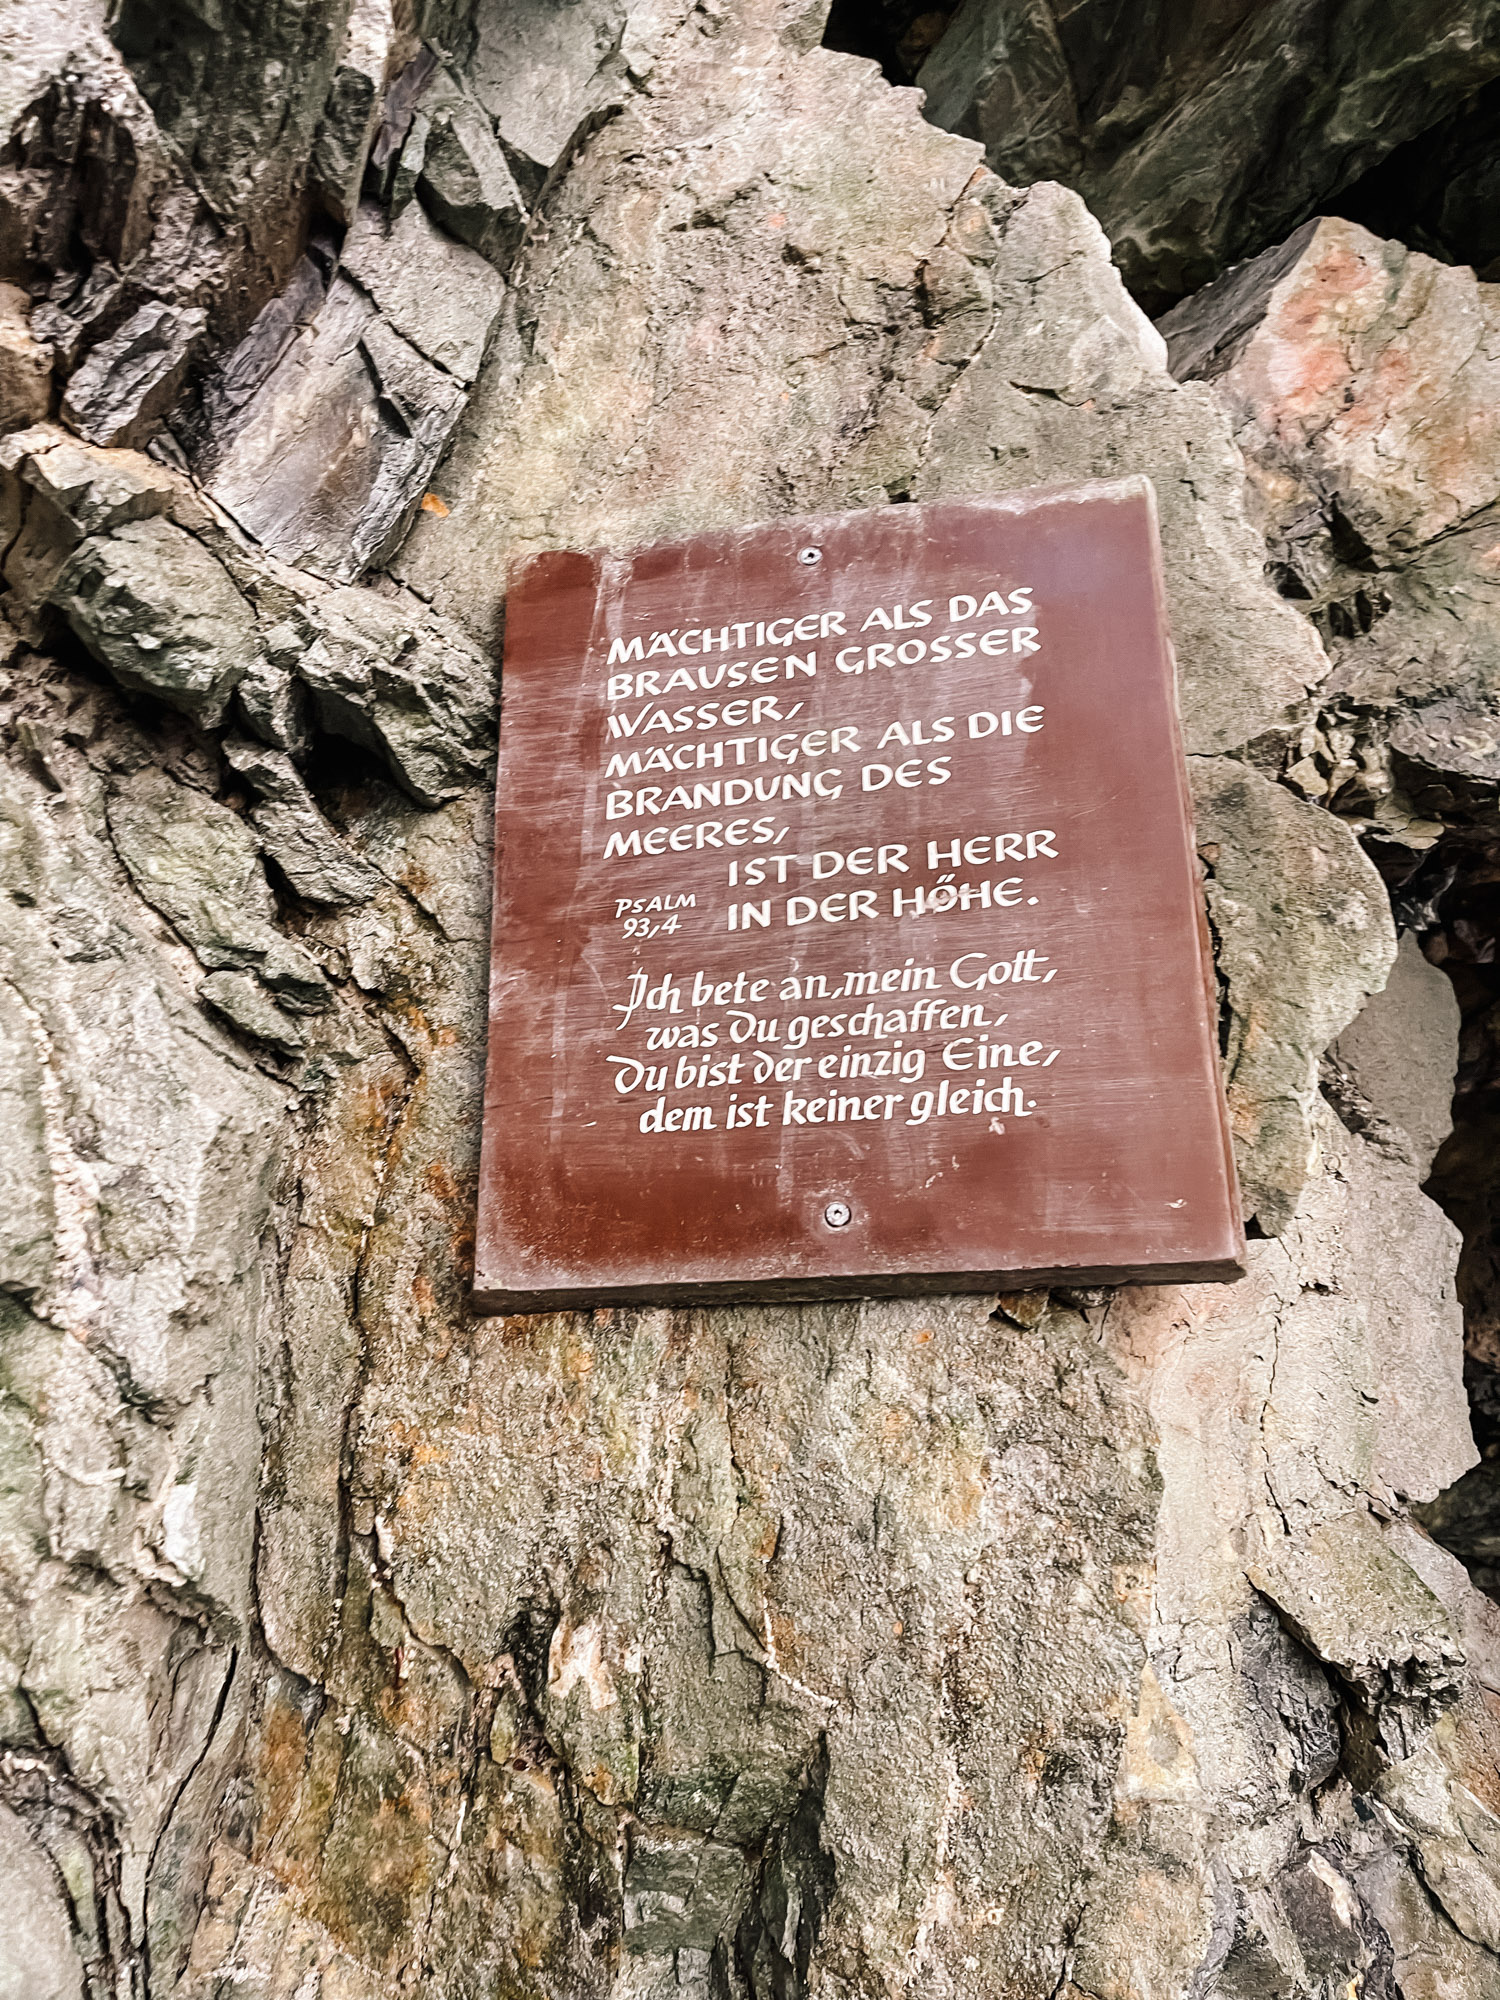 MÄCHTIGER ALS DAS
BRAUSEN GROSSER
WASSER,
MÄCHTIGER ALS DIE
BRANDUNG DES
MEERES,
IST DER HERR
PSALM
93,4
IN DER HÖHE.
Ich bete an, mein Gott,
was Du geschaffen,
Du bist der einzig Eine,
dem ist keiner gleich.